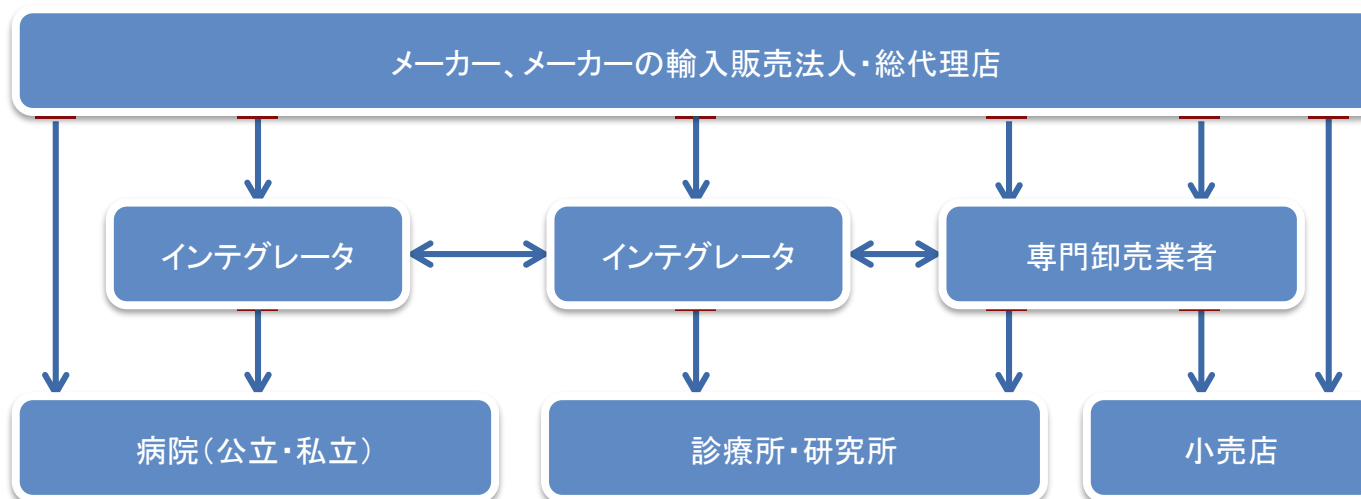 メーカー、メーカーの輸入販売法人・総代理店
インテグレータ
インテグレータ
専門卸売業者
病院（公立・私立）
診療所・研究所
小売店